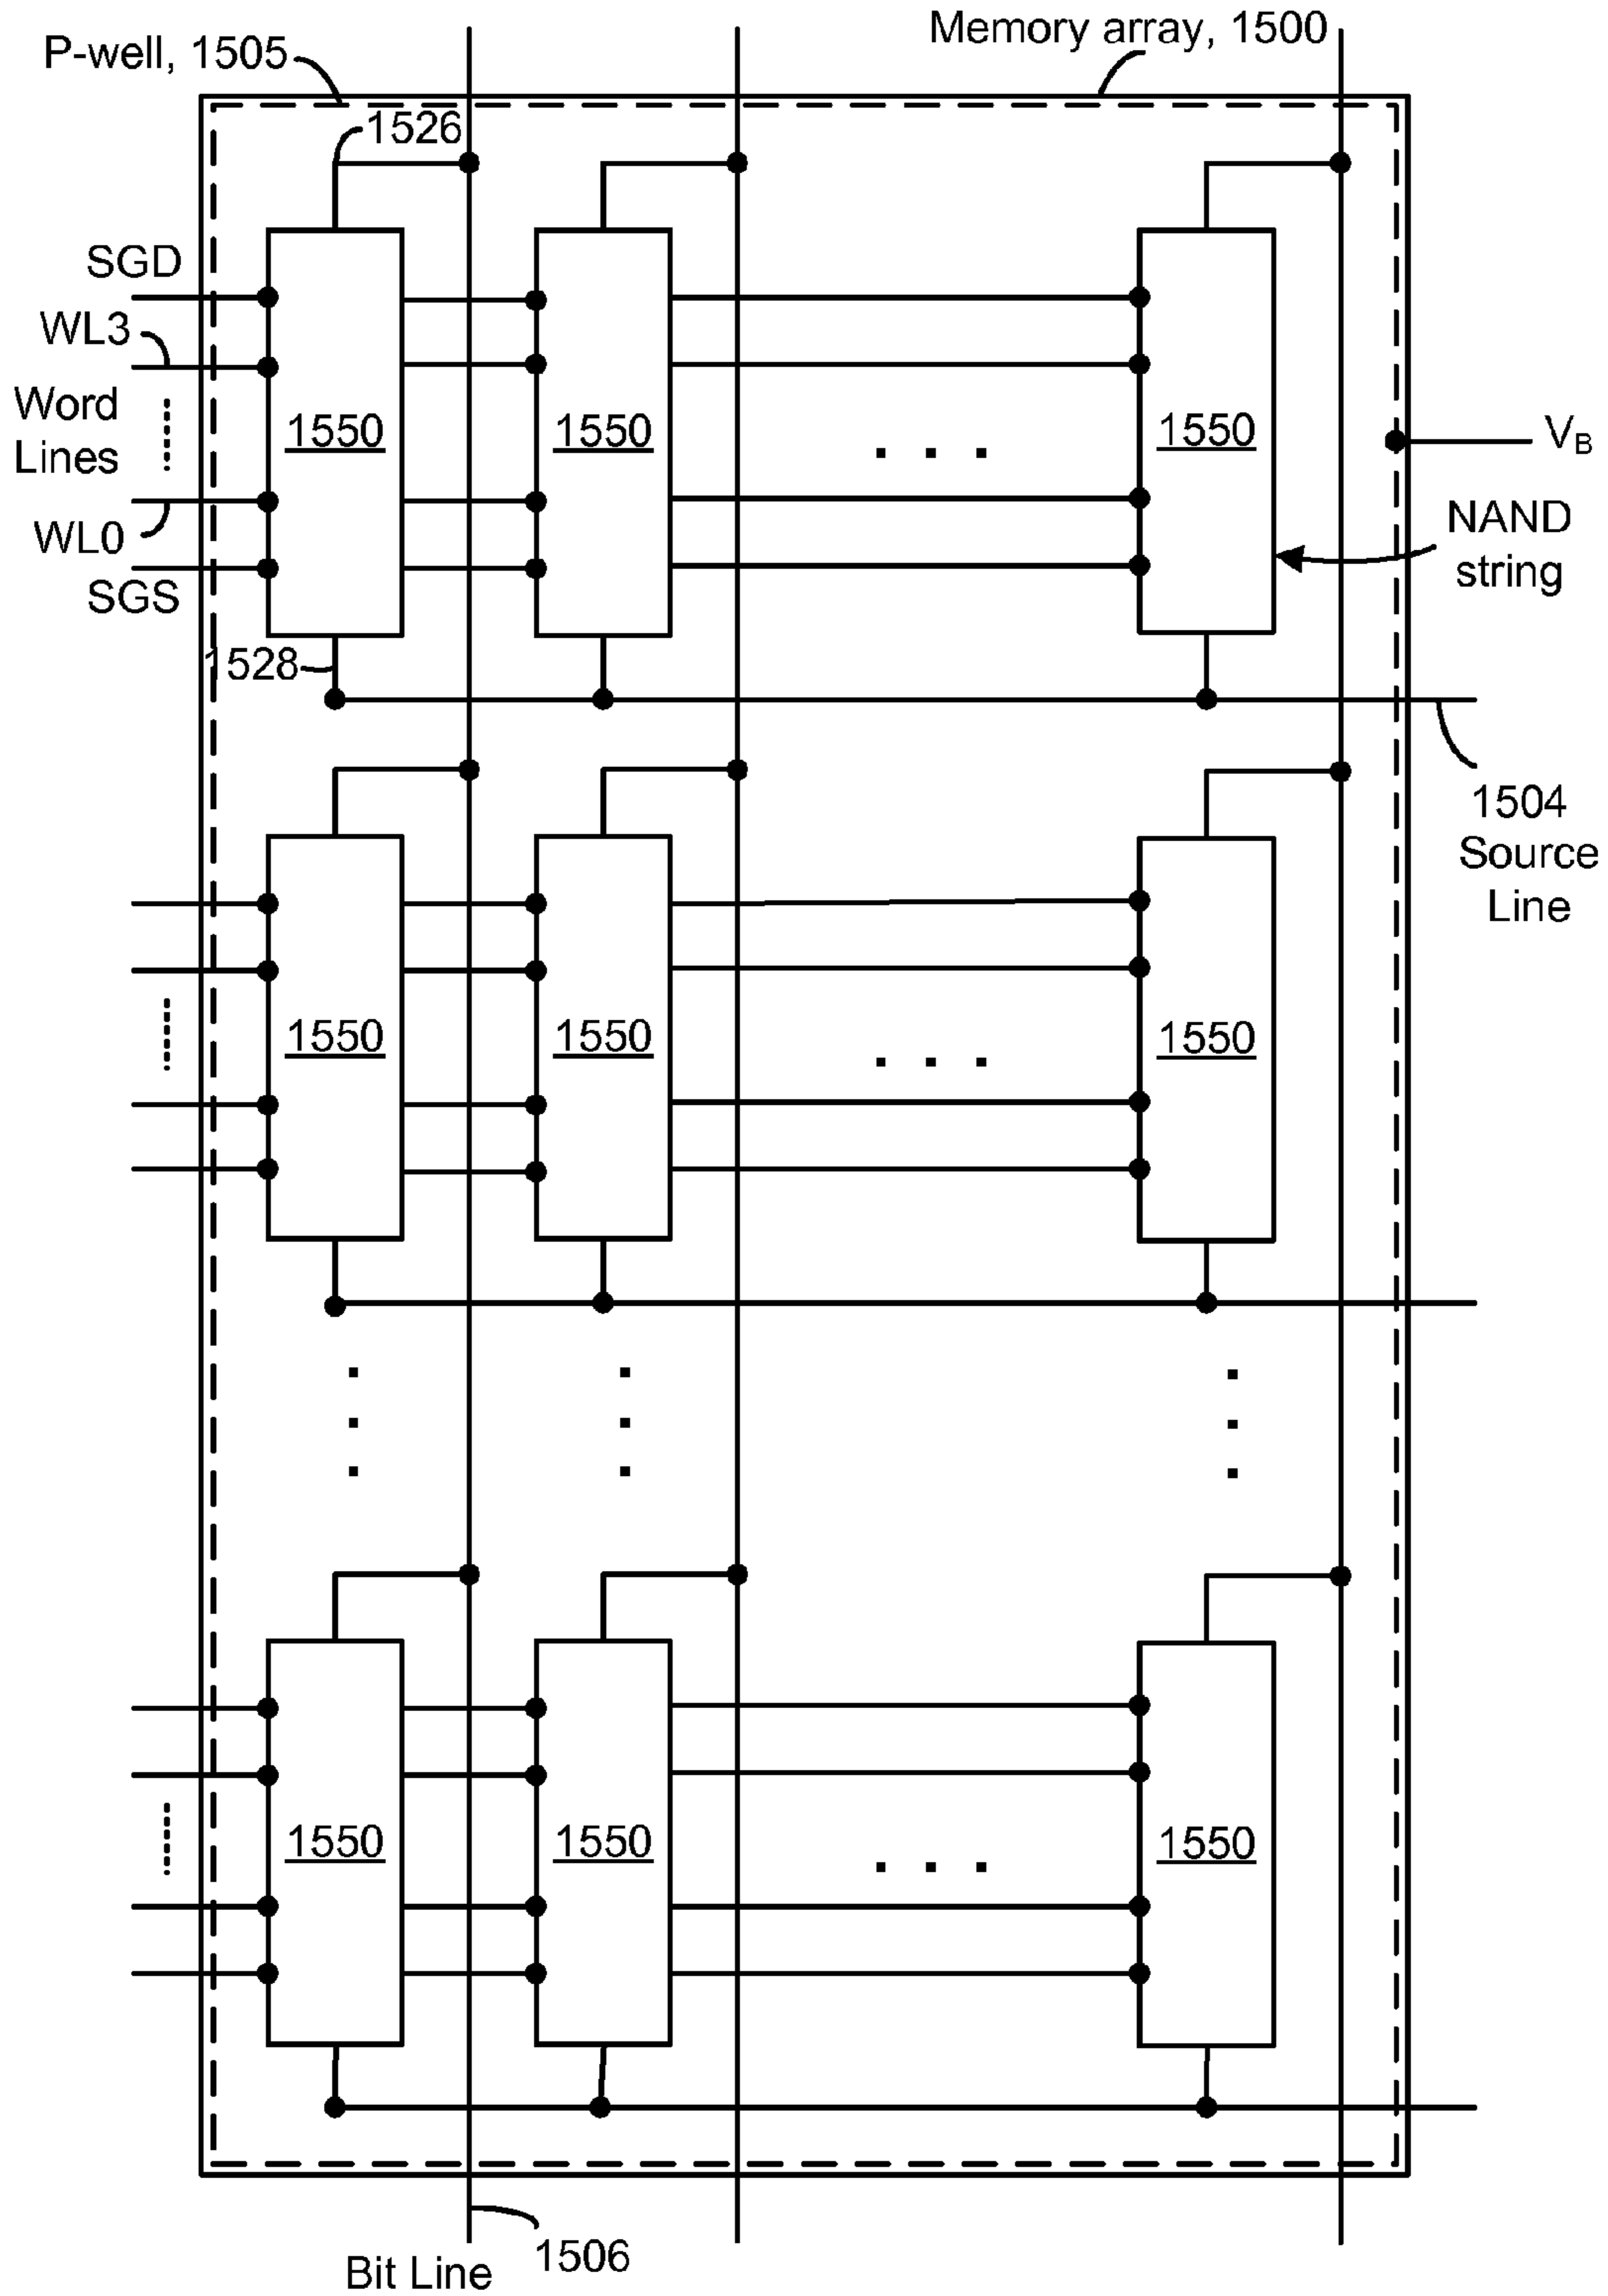 Memory array, 1500
P-well, 1505
1526
SGD
WL3
Word
Lines
WL0
SGS
1550
1550
1550
. . .
V_B
NAND
string
1528
1504
Source
Line
1550
1550
1550
. . .
1550
1550
1550
. . .
1506
Bit Line